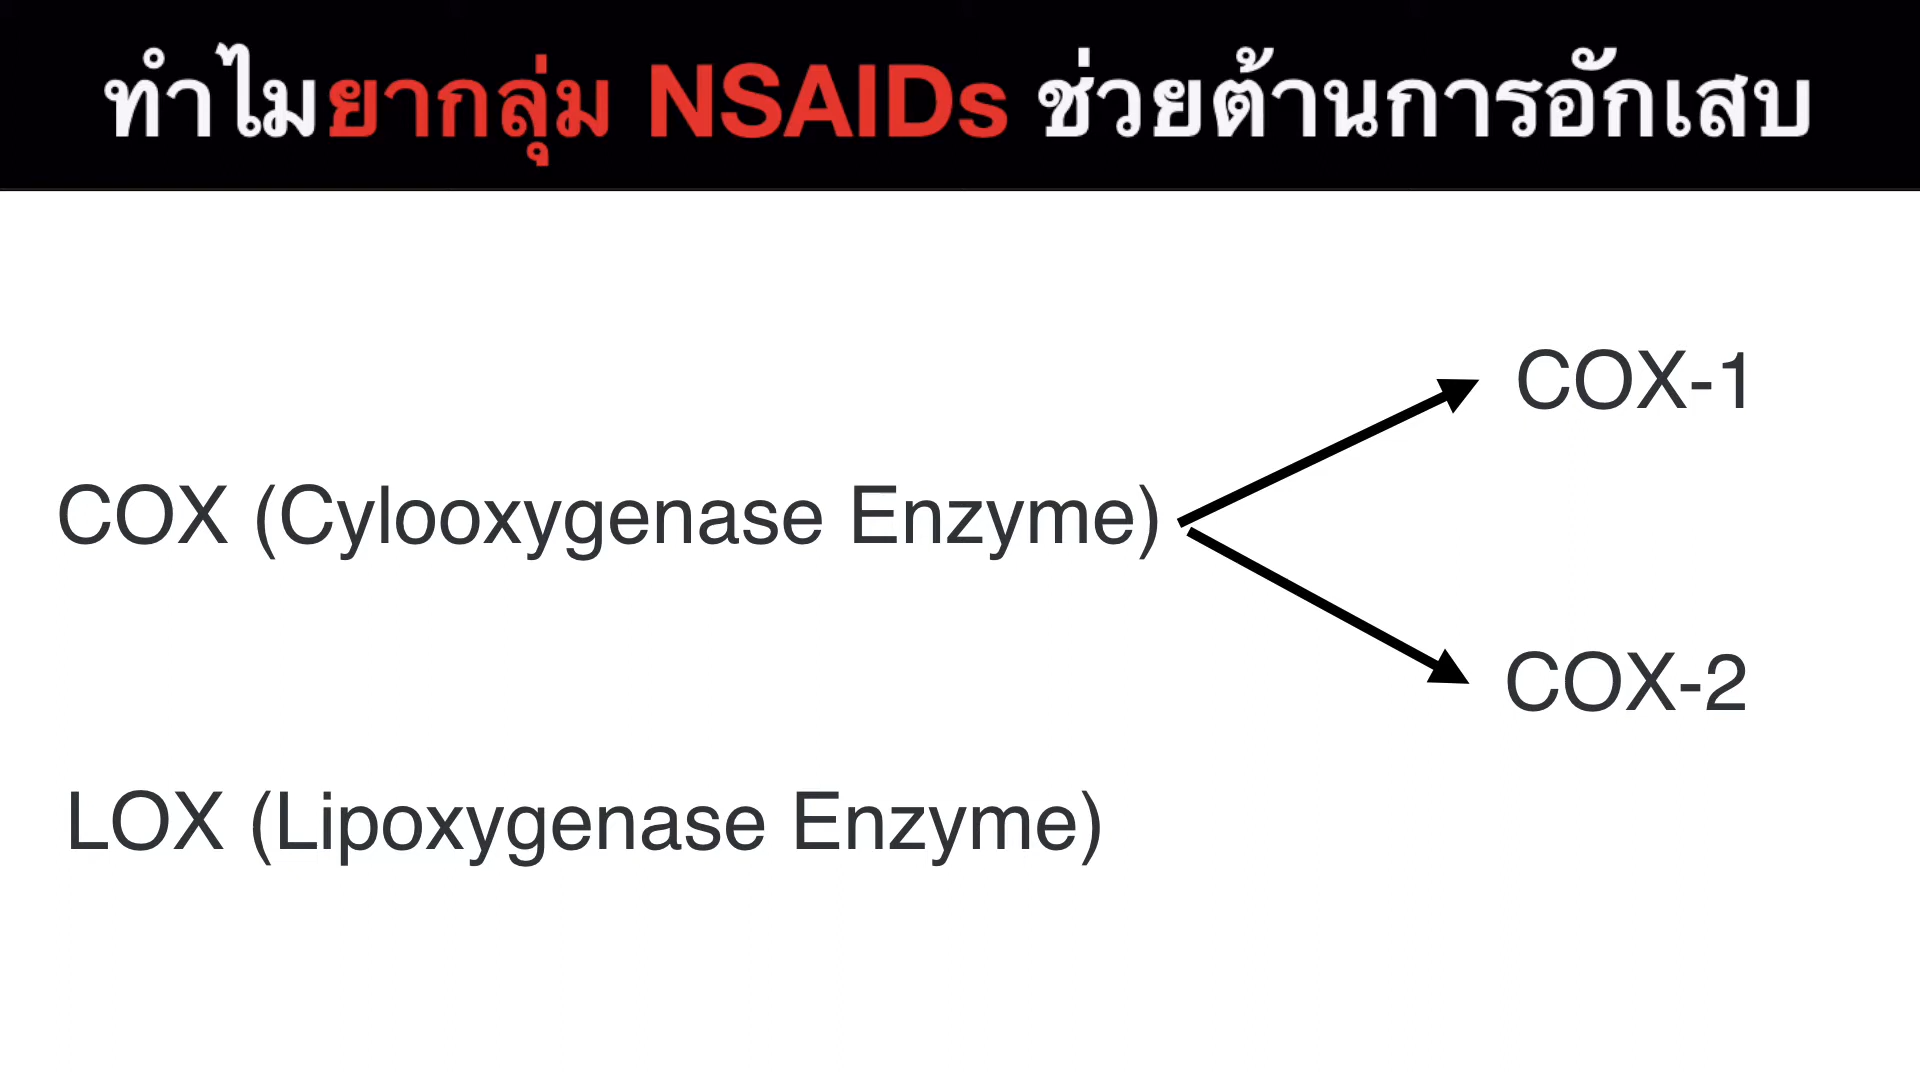 ทำไมยากลุ่ม NSAIDs ช่วยต้านการอักเสบ
COX-1
COX (Cylooxygenase Enzyme)
COX-2
LOX (Lipoxygenase Enzyme)